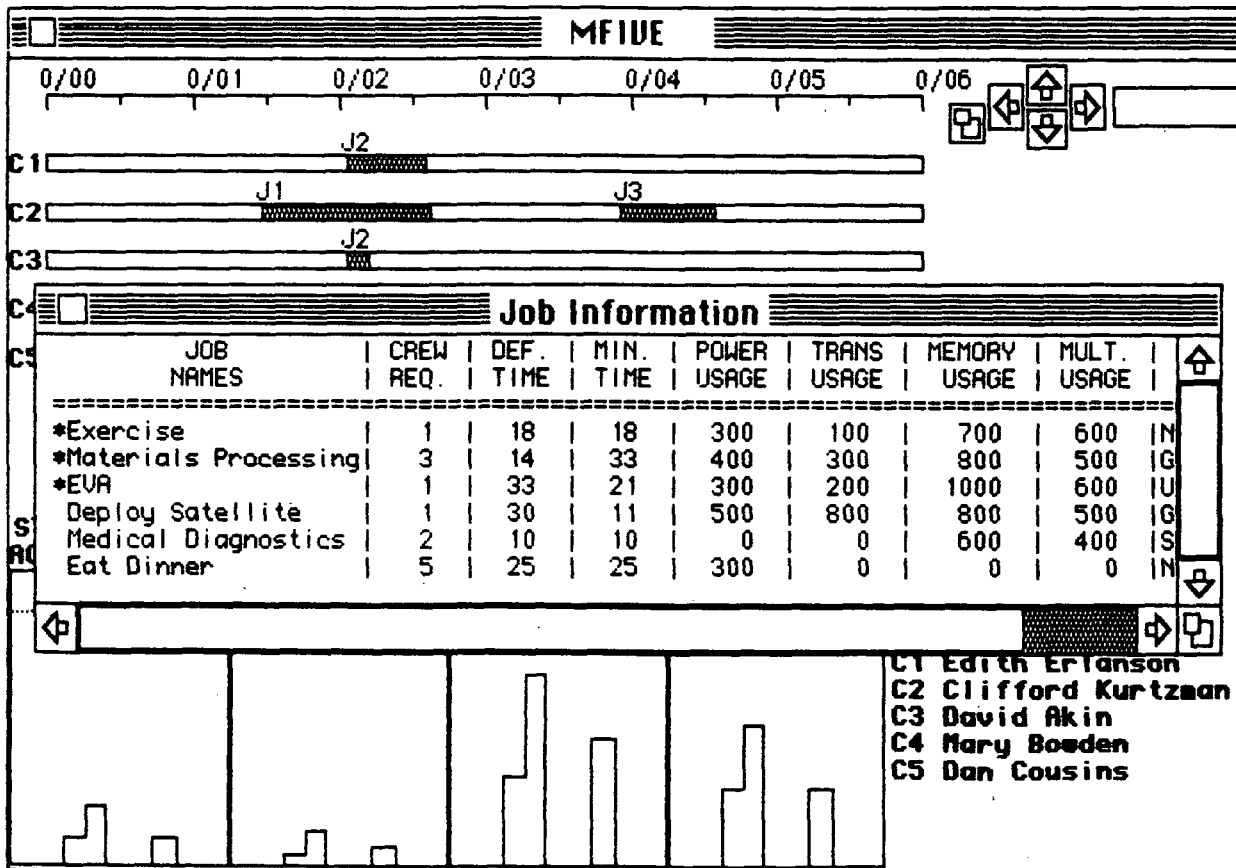 MFIVE
0/00 0/01 0/02 0/03 0/04 0/05 0/06
J2
C1
J1 J3
C2
J2
C3
C4
Job Information
C5
JOB | CREW | DEF. | MIN. | POWER | TRANS | MEMORY | MULT. |
NAMES | REQ. | TIME | TIME | USAGE | USAGE | USAGE | USAGE |
*Exercise | 1 | 18 | 18 | 300 | 100 | 700 | 600 |N
*Materials Processing| 3 | 14 | 33 | 400 | 300 | 800 | 500 |G
*EVA | 1 | 33 | 21 | 300 | 200 | 1000 | 600 |U
Deploy Satellite | 1 | 30 | 11 | 500 | 800 | 800 | 500 |G
Medical Diagnostics | 2 | 10 | 10 | 0 | 0 | 600 | 400 |S
Eat Dinner | 5 | 25 | 25 | 300 | 0 | 0 | 0 |N
C1 Edith Erlanson
C2 Clifford Kurtzman
C3 David Akin
C4 Mary Bowden
C5 Dan Cousins